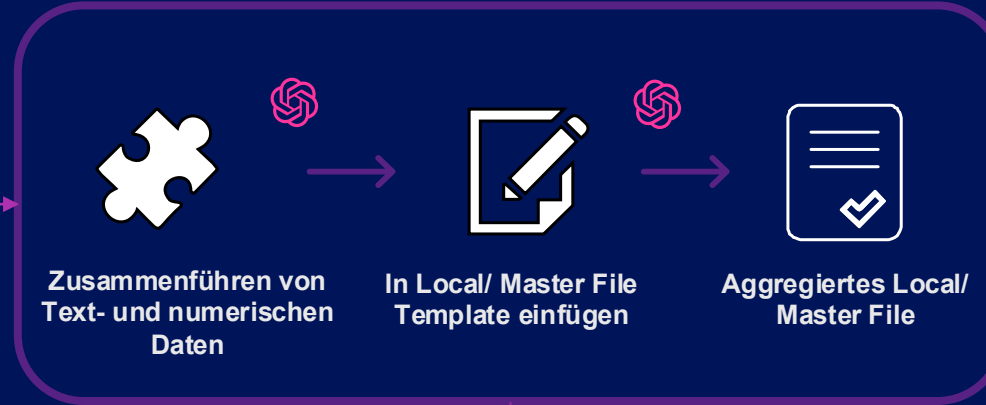 Zusammenführen von
Text- und numerischen
Daten
In Local/ Master File
Template einfügen
Aggregiertes Local/
Master File